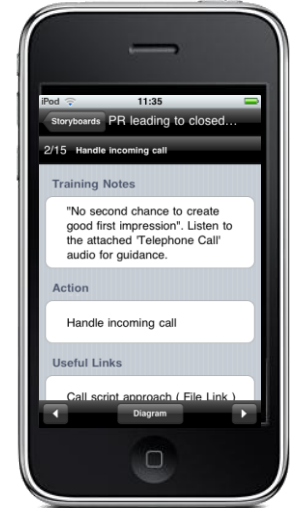 iPod 11:35
Storyboards PR leading to closed...
2/15 Handle incoming call
Training Notes
"No second chance to create
good first impression". Listen to
the attached 'Telephone Call'
audio for guidance.
Action
Handle incoming call
Useful Links
Call script approach ( File Link )
Diagram